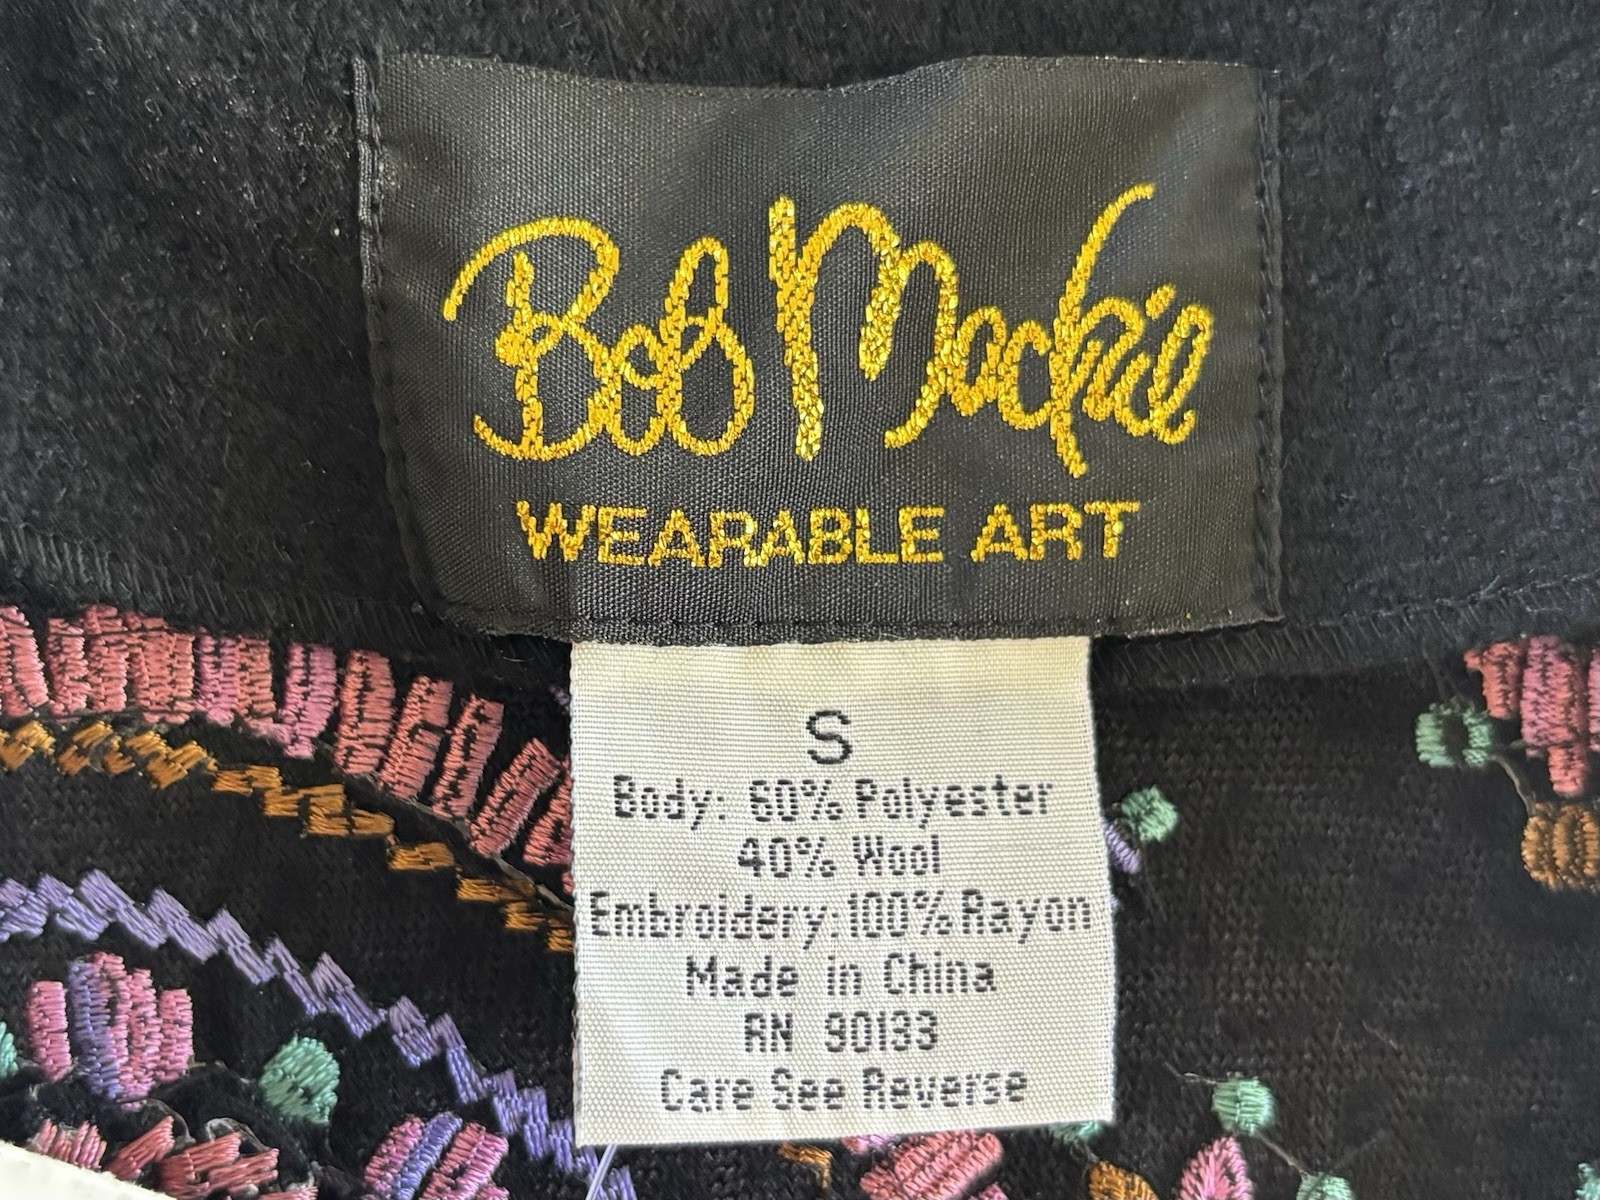 Bob Mackie
WEARABLE ART
S
Body: 60% Polyester
40% Wool
Embroidery: 100% Rayon
Made in China
RN 90133
Care See Reverse